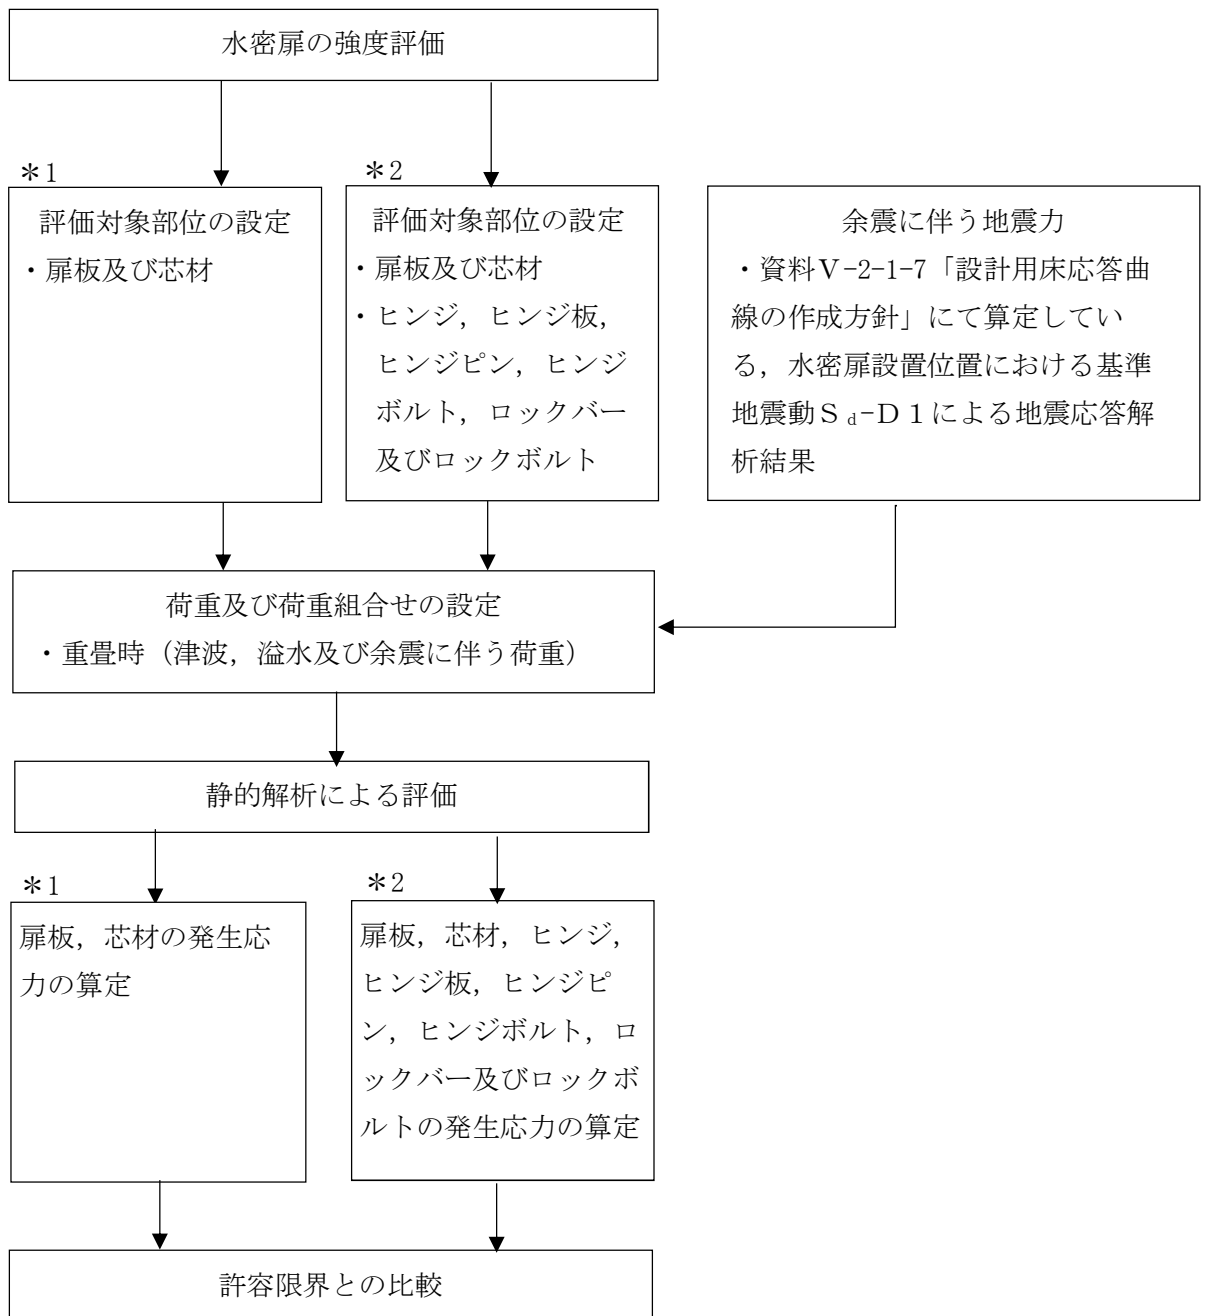 水密扉の強度評価
＊1
評価対象部位の設定
・扉板及び芯材
＊2
評価対象部位の設定
・扉板及び芯材
・ヒンジ，ヒンジ板，
ヒンジピン，ヒンジ
ボルト，ロックバー
及びロックボルト
余震に伴う地震力
・資料Ⅴ-2-1-7「設計用床応答曲
線の作成方針」にて算定してい
る，水密扉設置位置における基準
地震動Ｓd-Ｄ１による地震応答解
析結果
荷重及び荷重組合せの設定
・重畳時（津波，溢水及び余震に伴う荷重）
静的解析による評価
＊1
扉板，芯材の発生応
力の算定
＊2
扉板，芯材，ヒンジ，
ヒンジ板，ヒンジピ
ン，ヒンジボルト，ロ
ックバー及びロックボ
ルトの発生応力の算定
許容限界との比較